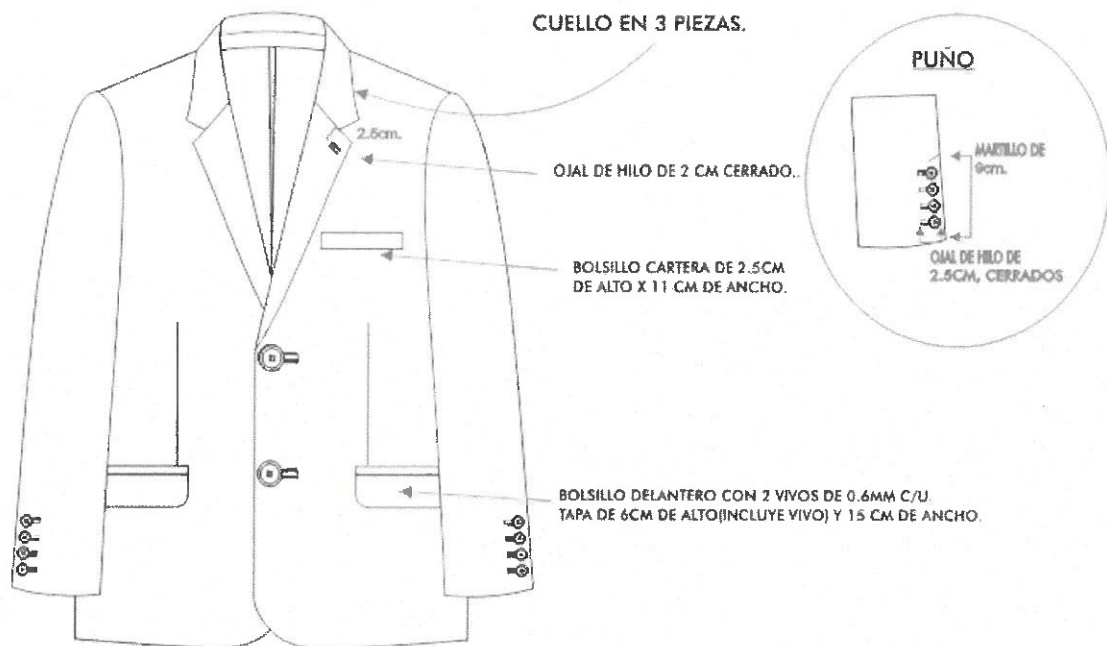 CUELLO EN 3 PIEZAS.
PUÑO
2.5cm.
MARTILLO DE
9cm.
OJAL DE HILO DE 2 CM CERRADO..
BOLSILLO CARTERA DE 2.5CM
DE ALTO X 11 CM DE ANCHO.
OJAL DE HILO DE
2.5CM, CERRADOS
BOLSILLO DELANTERO CON 2 VIVOS DE 0.6MM C/U.
TAPA DE 6CM DE ALTO(INCLUYE VIVO) Y 15 CM DE ANCHO.